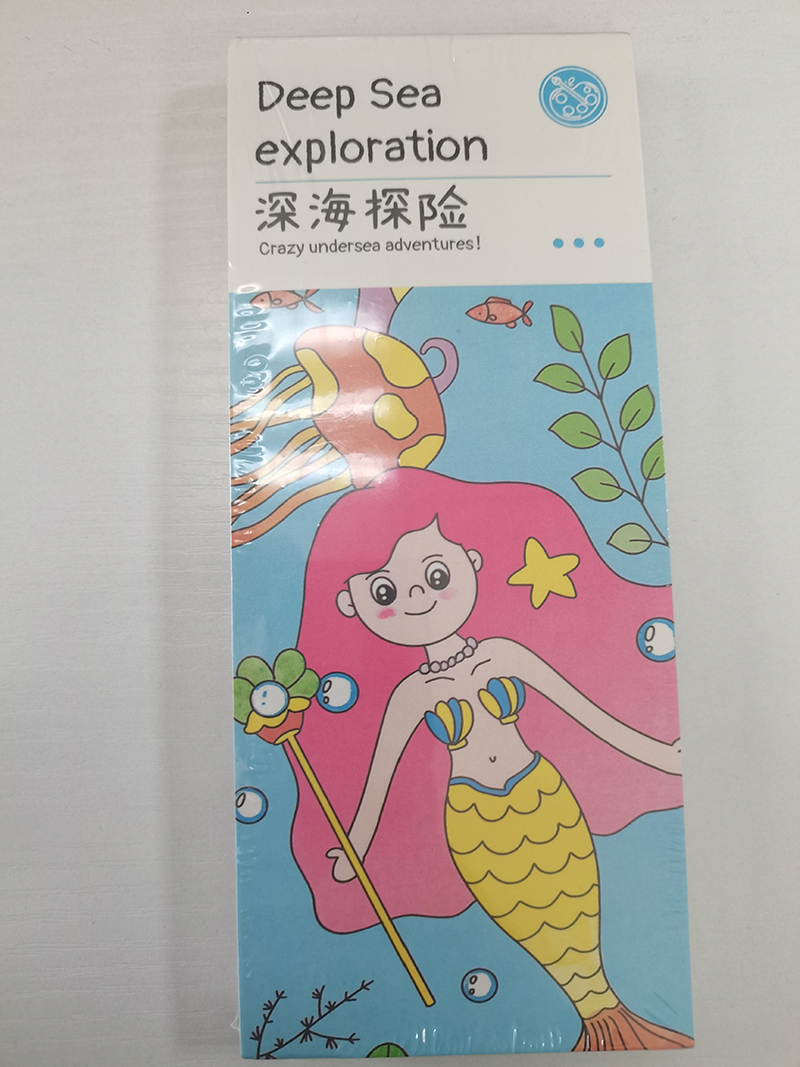 Deep Sea
exploration
深海探险
Crazy undersea adventures!